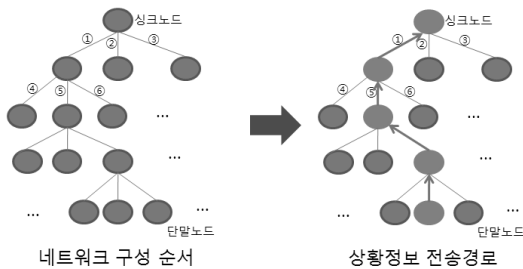 싱크노드
① ② ③
④ ⑤ ⑥
...
...
... ...
단말노드
네트워크 구성 순서
싱크노드
① ② ③
④ ⑤ ⑥
...
...
... ...
단말노드
상황정보 전송경로